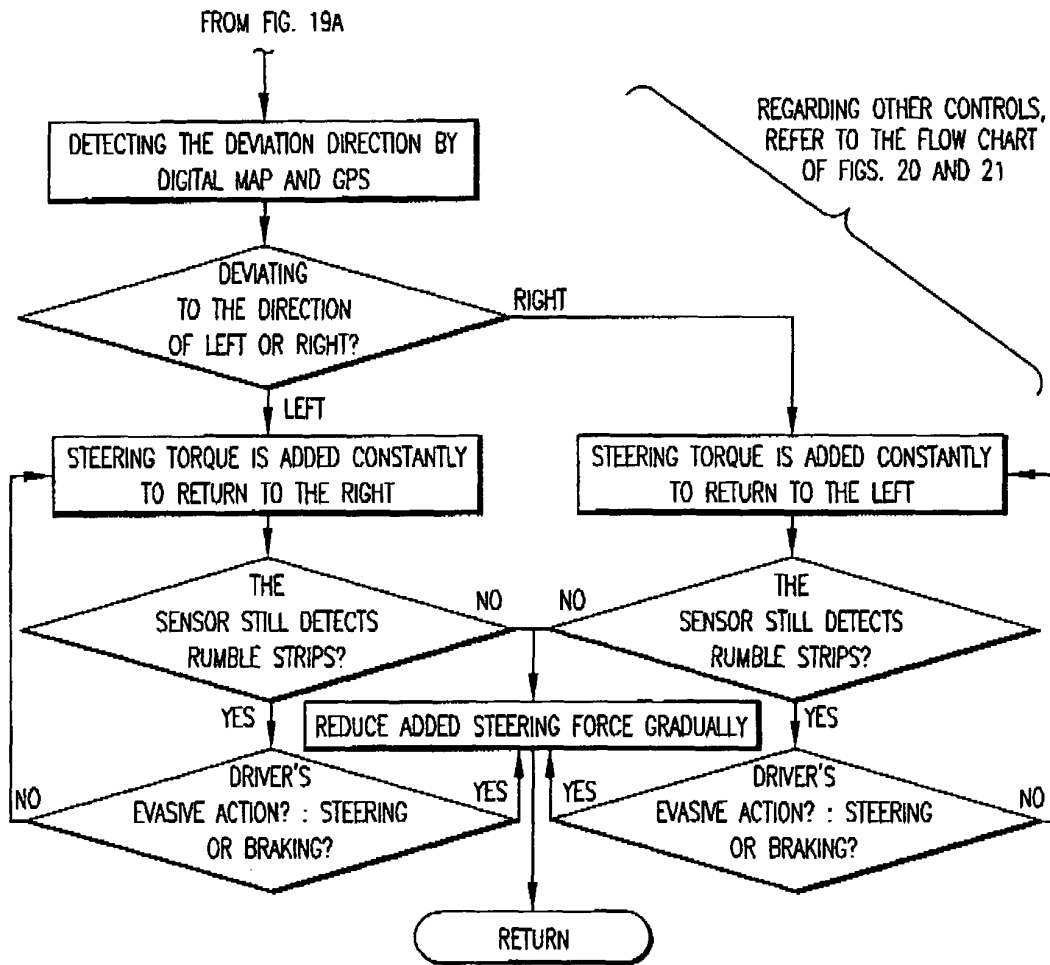 FROM FIG. 19A
REGARDING OTHER CONTROLS,
REFER TO THE FLOW CHART
OF FIGS. 20 AND 21
DETECTING THE DEVIATION DIRECTION BY
DIGITAL MAP AND GPS
DEVIATING
TO THE DIRECTION
OF LEFT OR RIGHT?
RIGHT
LEFT
STEERING TORQUE IS ADDED CONSTANTLY
TO RETURN TO THE RIGHT
STEERING TORQUE IS ADDED CONSTANTLY
TO RETURN TO THE LEFT
THE
SENSOR STILL DETECTS
RUMBLE STRIPS?
NO
NO
THE
SENSOR STILL DETECTS
RUMBLE STRIPS?
YES
REDUCE ADDED STEERING FORCE GRADUALLY
YES
NO
DRIVER'S
EVASIVE ACTION? : STEERING
OR BRAKING?
YES
YES
DRIVER'S
EVASIVE ACTION? : STEERING
OR BRAKING?
NO
RETURN